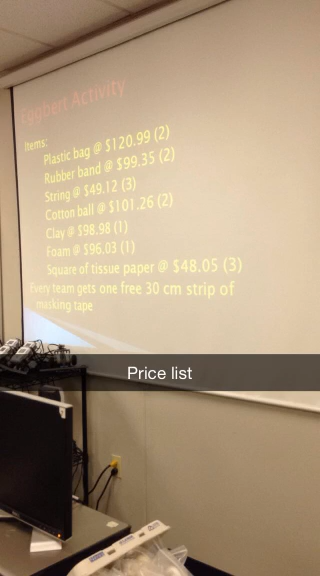 Eggbert Activity
Items:
Plastic bag @ $120.99 (2)
Rubber band @ $99.35 (2)
String @ $49.12 (3)
Cotton ball @ $101.26 (2)
Clay @ $98.98 (1)
Foam @ $96.03 (1)
Square of tissue paper @ $48.05 (3)
Every team gets one free 30 cm strip of
masking tape
Price list